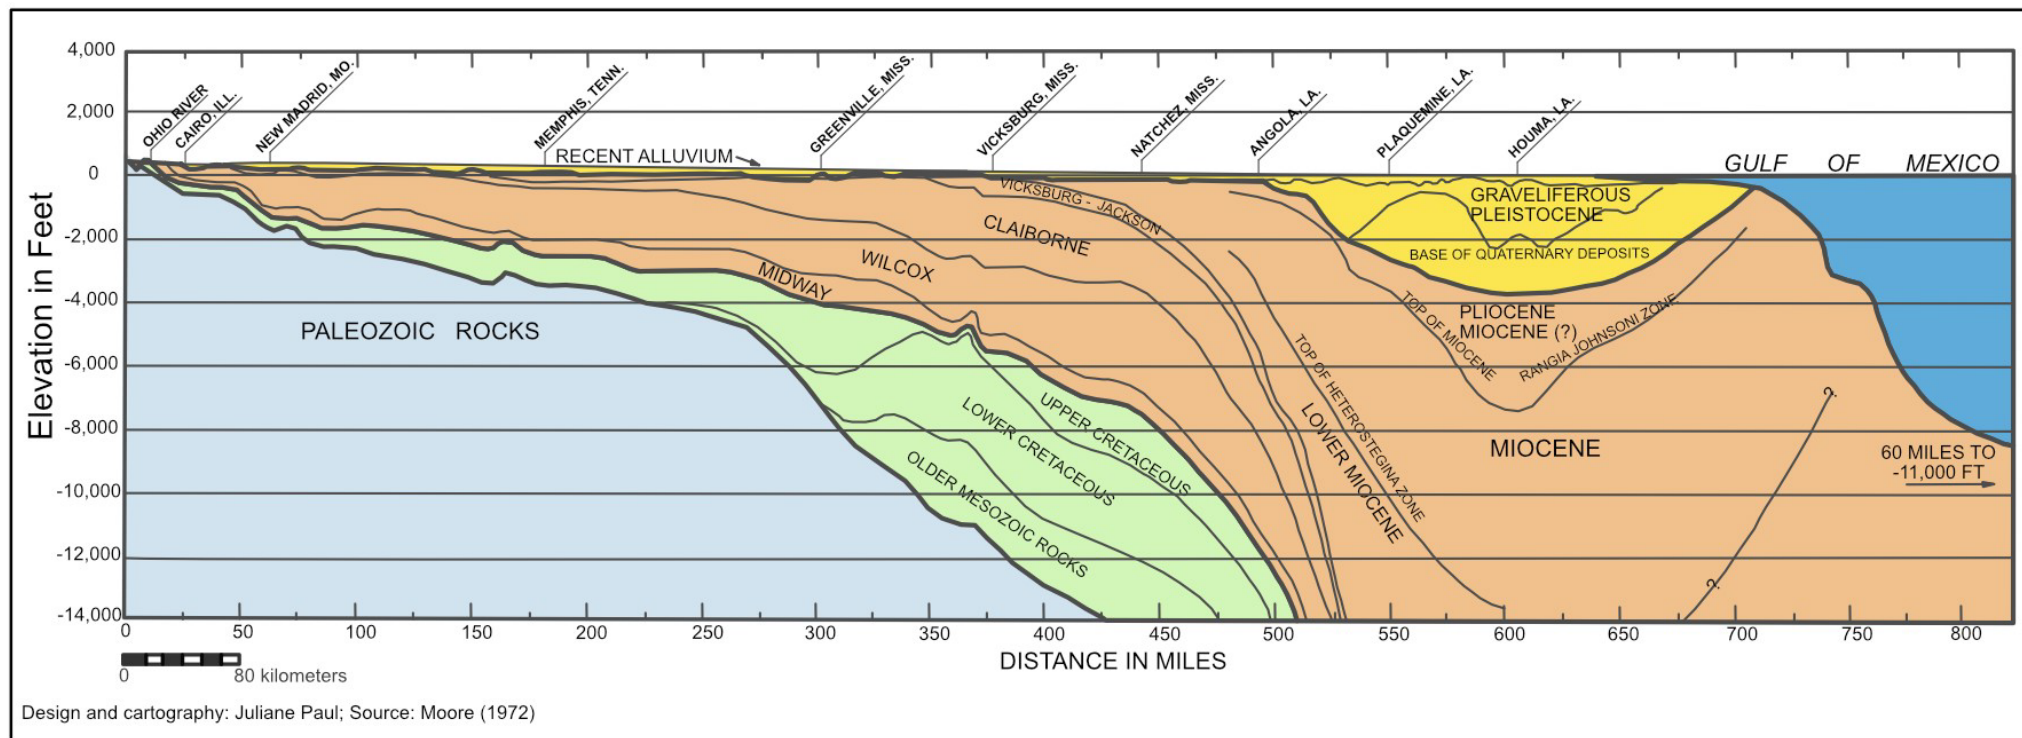 4,000
2,000
0
-2,000
-4,000
-6,000
-8,000
-10,000
-12,000
-14,000
Elevation in Feet
OHIO RIVER
CAIRO, ILL.
NEW MADRID, MO.
MEMPHIS, TENN.
GREENVILLE, MISS.
VICKSBURG, MISS.
NATCHEZ, MISS.
ANGOLA, LA.
PLAQUEMINE, LA.
HOUMA, LA.
RECENT ALLUVIUM
GULF OF MEXICO
VICKSBURG - JACKSON
CLAIBORNE
WILCOX
MIDWAY
GRAVELIFEROUS
PLEISTOCENE
BASE OF QUATERNARY DEPOSITS
PLIOCENE
MIOCENE (?)
TOP OF MIOCENE
RANGIA JOHNSONI ZONE
TOP OF HETEROSTEGINA ZONE
LOWER MIOCENE
MIOCENE
?
?
60 MILES TO
-11,000 FT
PALEOZOIC ROCKS
UPPER CRETACEOUS
LOWER CRETACEOUS
OLDER MESOZOIC ROCKS
0 50 100 150 200 250 300 350 400 450 500 550 600 650 700 750 800
DISTANCE IN MILES
0 80 kilometers
Design and cartography: Juliane Paul; Source: Moore (1972)